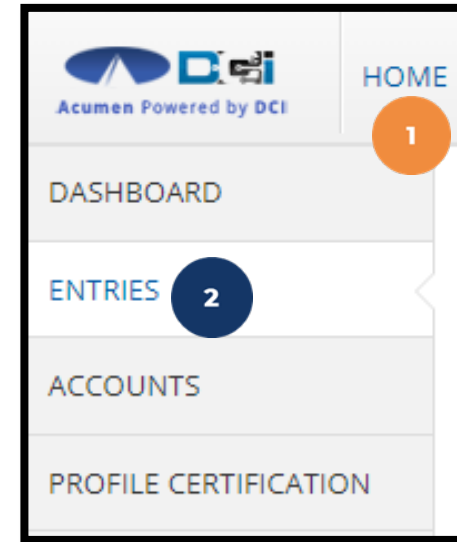 DCi
HOME
Acumen Powered by DCI
1
DASHBOARD
ENTRIES
2
ACCOUNTS
PROFILE CERTIFICATION